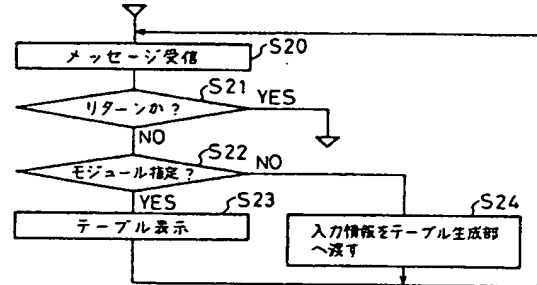 メッセージ受信
S20
リターンか?
S21
YES
NO
モジュール指定?
S22
NO
YES
テーブル表示
S23
S24
入力情報をテーブル生成部
へ渡す